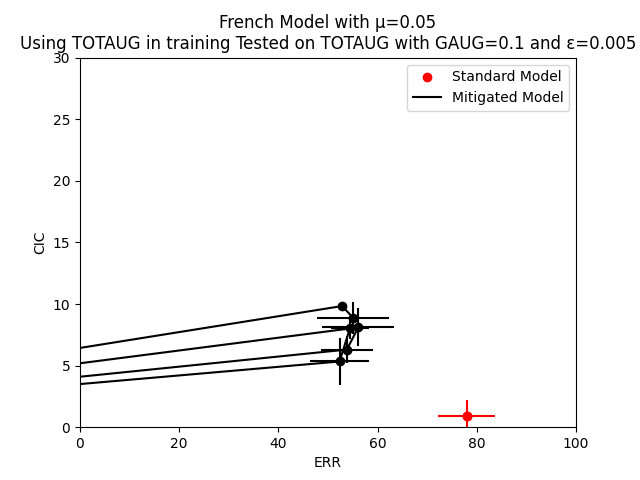 French Model with μ=0.05
Using TOTAUG in training Tested on TOTAUG with GAUG=0.1 and ε=0.005
Standard Model
Mitigated Model
30
25
20
15
10
5
0
CIC
0 20 40 60 80 100
ERR